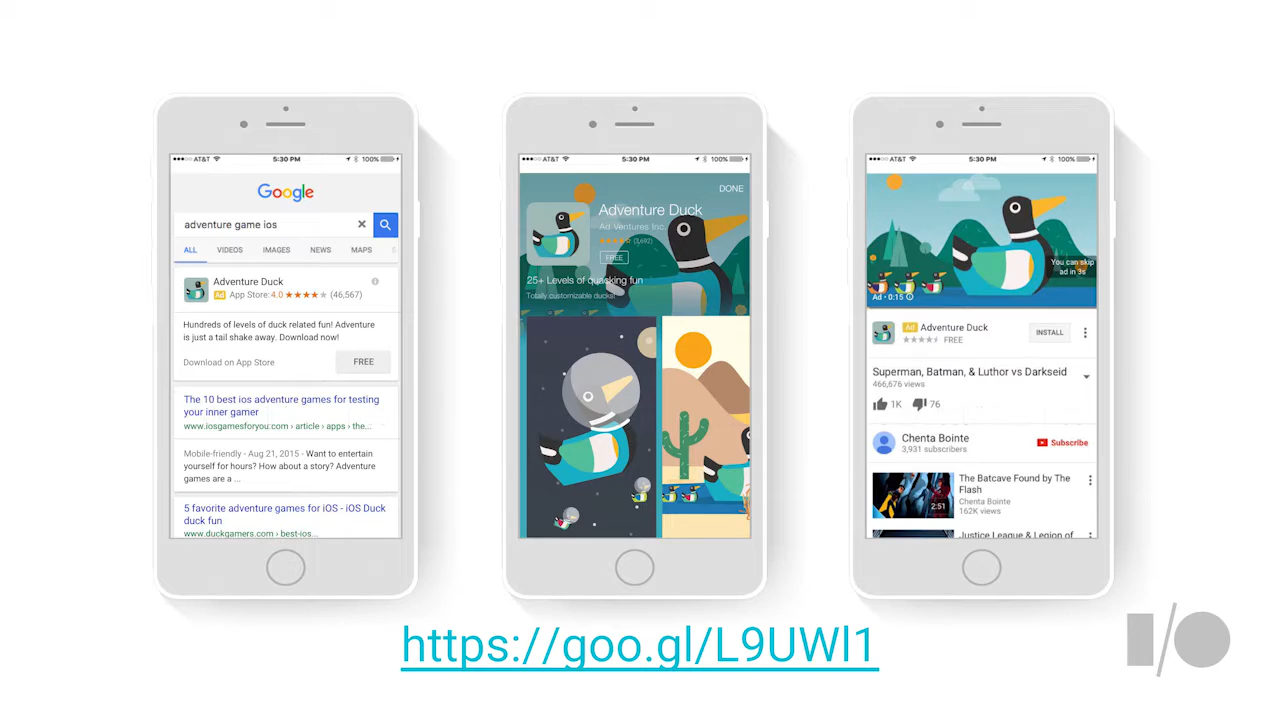 AT&T
5:30 PM
100%
Google
adventure game ios
ALL VIDEOS IMAGES NEWS MAPS S
Adventure Duck
Ad App Store: 4.0 (46,567)
Hundreds of levels of duck related fun! Adventure
is just a tail shake away. Download now!
Download on App Store
FREE
The 10 best ios adventure games for testing
your inner gamer
www.iosgamesforyou.com › article › apps › the...
Mobile-friendly - Aug 21, 2015 - Want to entertain
yourself for hours? How about a story? Adventure
games are a ...
5 favorite adventure games for iOS - iOS Duck
duck fun
www.duckgamers.com › best-ios...
AT&T
5:30 PM
100%
DONE
Adventure Duck
Ad Ventures Inc.
(3,692)
FREE
25+ Levels of quacking fun
Totally customizable ducks!
AT&T
5:30 PM
100%
You can skip
ad in 3s
Ad • 0:15
Ad Adventure Duck
FREE
INSTALL
Superman, Batman, & Luthor vs Darkseid
466,676 views
1K 76
Chenta Bointe
3,931 subscribers
Subscribe
The Batcave Found by The
Flash
Chenta Bointe
162K views
2:51
Justice League & Legion of
https://goo.gl/L9UWl1
I/O